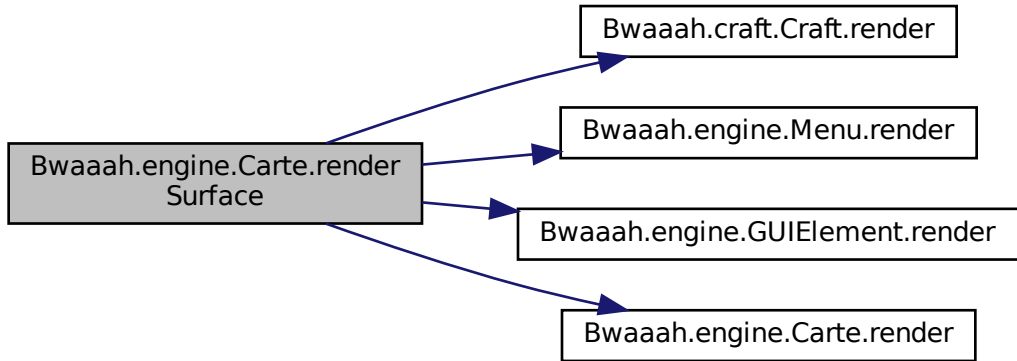 Bwaaah.craft.Craft.render
Bwaaah.engine.Menu.render
Bwaaah.engine.Carte.render
Surface
Bwaaah.engine.GUIElement.render
Bwaaah.engine.Carte.render